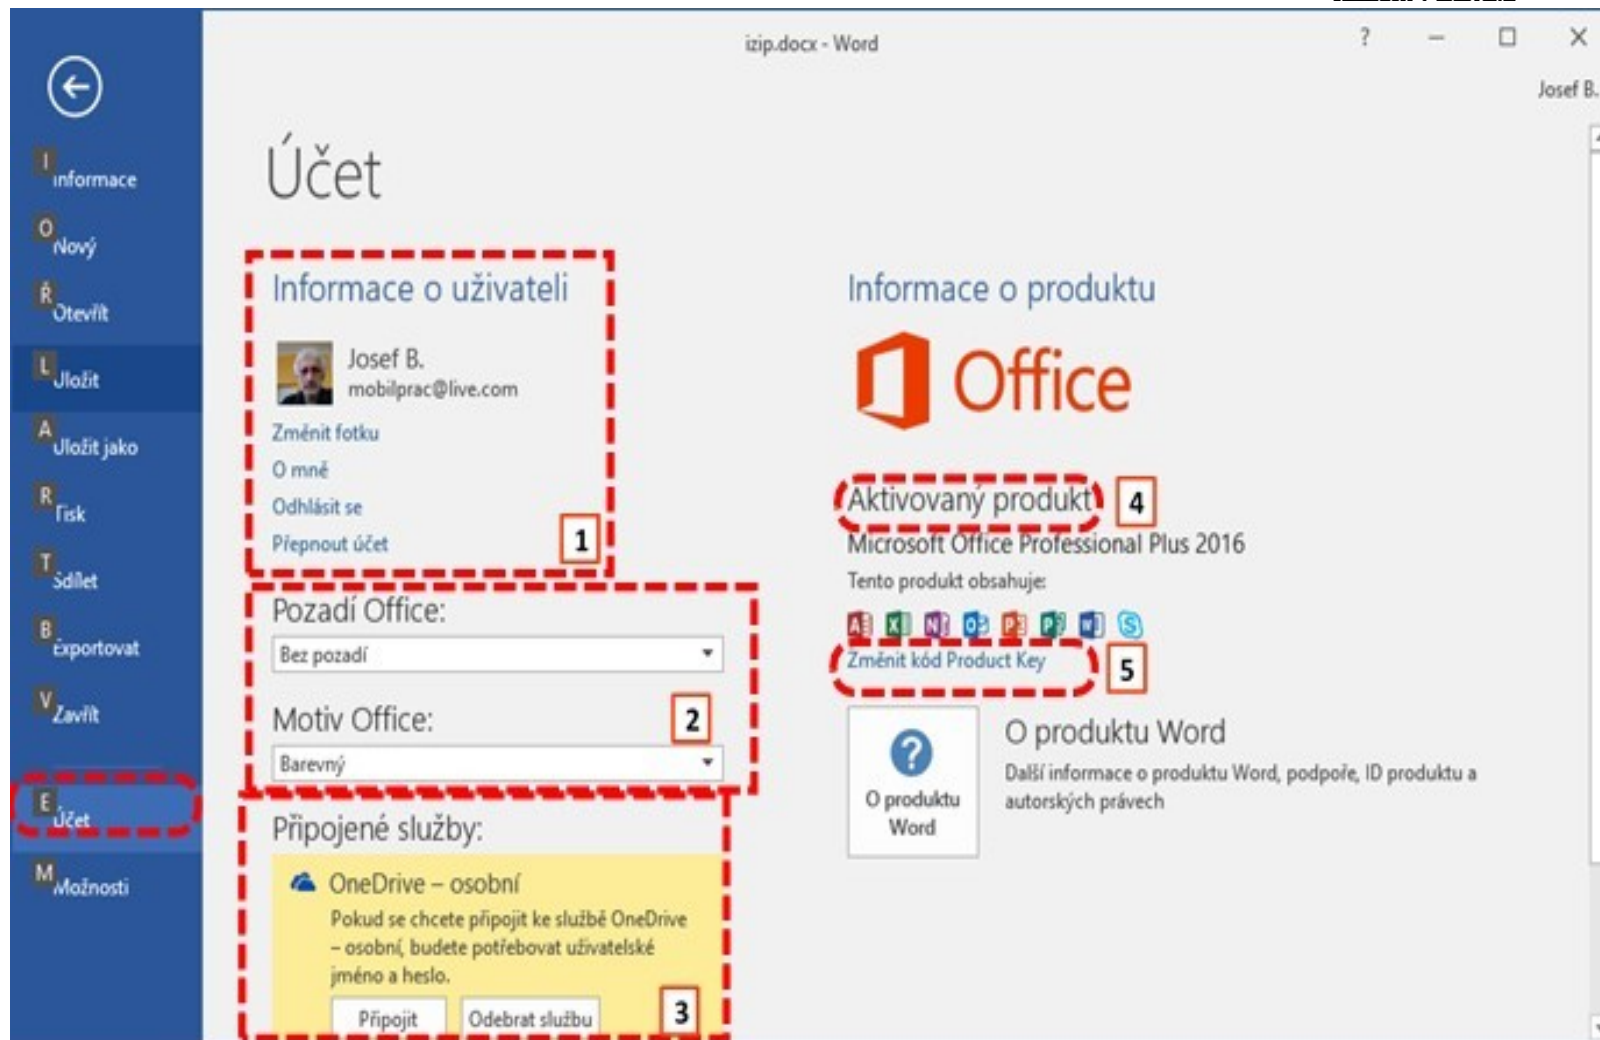 izip.docx - Word
?
Josef B.
I
Informace
O
Nový
Ř
Otevřít
L
Uložit
A
Uložit jako
R
Tisk
T
Sdílet
B
Exportovat
V
Zavřít
E
Účet
M
Možnosti
Účet
Informace o uživateli
Josef B.
mobilprac@live.com
Změnit fotku
O mně
Odhlásit se
Přepnout účet
1
Pozadí Office:
Bez pozadí
Motiv Office:
2
Barevný
Připojené služby:
OneDrive – osobní
Pokud se chcete připojit ke službě OneDrive
– osobní, budete potřebovat uživatelské
jméno a heslo.
Připojit
Odebrat službu
3
Informace o produktu
Office
Aktivovaný produkt
4
Microsoft Office Professional Plus 2016
Tento produkt obsahuje:
Změnit kód Product Key
5
?
O produktu
Word
O produktu Word
Další informace o produktu Word, podpoře, ID produktu a
autorských právech